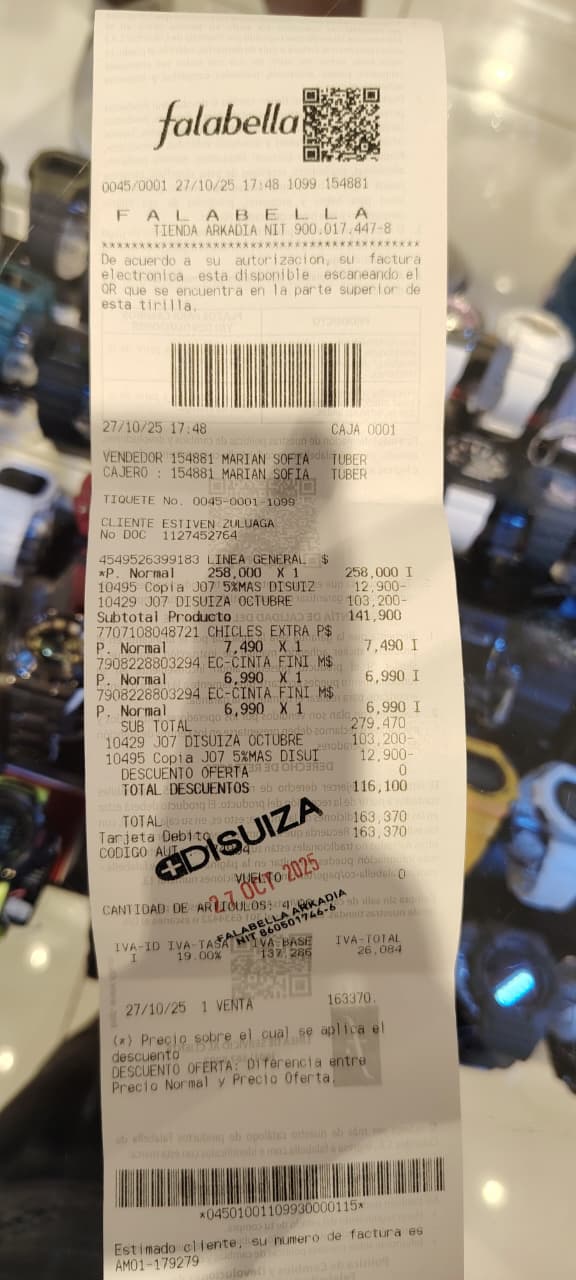 falabella
0045/0001 27/10/25 17:48 1099 154881
F A L A B E L L A
TIENDA ARKADIA NIT 900.017.447-8
****************************************
De acuerdo a su autorizacion, su factura
electronica esta disponible escaneando el
QR que se encuentra en la parte superior de
esta tirilla.
27/10/25 17:48 CAJA 0001
VENDEDOR 154881 MARIAN SOFIA TUBER
CAJERO : 154881 MARIAN SOFIA TUBER
TIQUETE No. 0045-0001-1099
CLIENTE ESTIVEN ZULUAGA
No DOC 1127452764
4549526399183 LINEA GENERAL $
*P. Normal 258,000 X 1 258,000 I
10495 Copia J07 5%MAS DISUIZ 12,900-
10429 J07 DISUIZA OCTUBRE 103,200-
Subtotal Producto 141,900
7707108048721 CHICLES EXTRA P$
P. Normal 7,490 X 1 7,490 I
7908228803294 EC-CINTA FINI M$
P. Normal 6,990 X 1 6,990 I
7908228803294 EC-CINTA FINI M$
P. Normal 6,990 X 1 6,990 I
SUB TOTAL 279,470
10429 J07 DISUIZA OCTUBRE 103,200-
10495 Copia J07 5%MAS DISUI 12,900-
DESCUENTO OFERTA 0
TOTAL DESCUENTOS 116,100
TOTAL 163,370
Tarjeta Debito 163,370
CODIGO AUT
DISUIZA
VUELTO 0
27 OCT 2025
CANTIDAD DE ARTICULOS: 4
FALABELLA ARKADIA
NIT 860501746-6
IVA-ID IVA-TASA IVA-BASE IVA-TOTAL
I 19.00% 137,286 26,084
27/10/25 1 VENTA 163370.
(*) Precio sobre el cual se aplica el
descuento
DESCUENTO OFERTA: Diferencia entre
Precio Normal y Precio Oferta.
*04501001109930000115*
Estimado cliente, su numero de factura es
AM01-179279